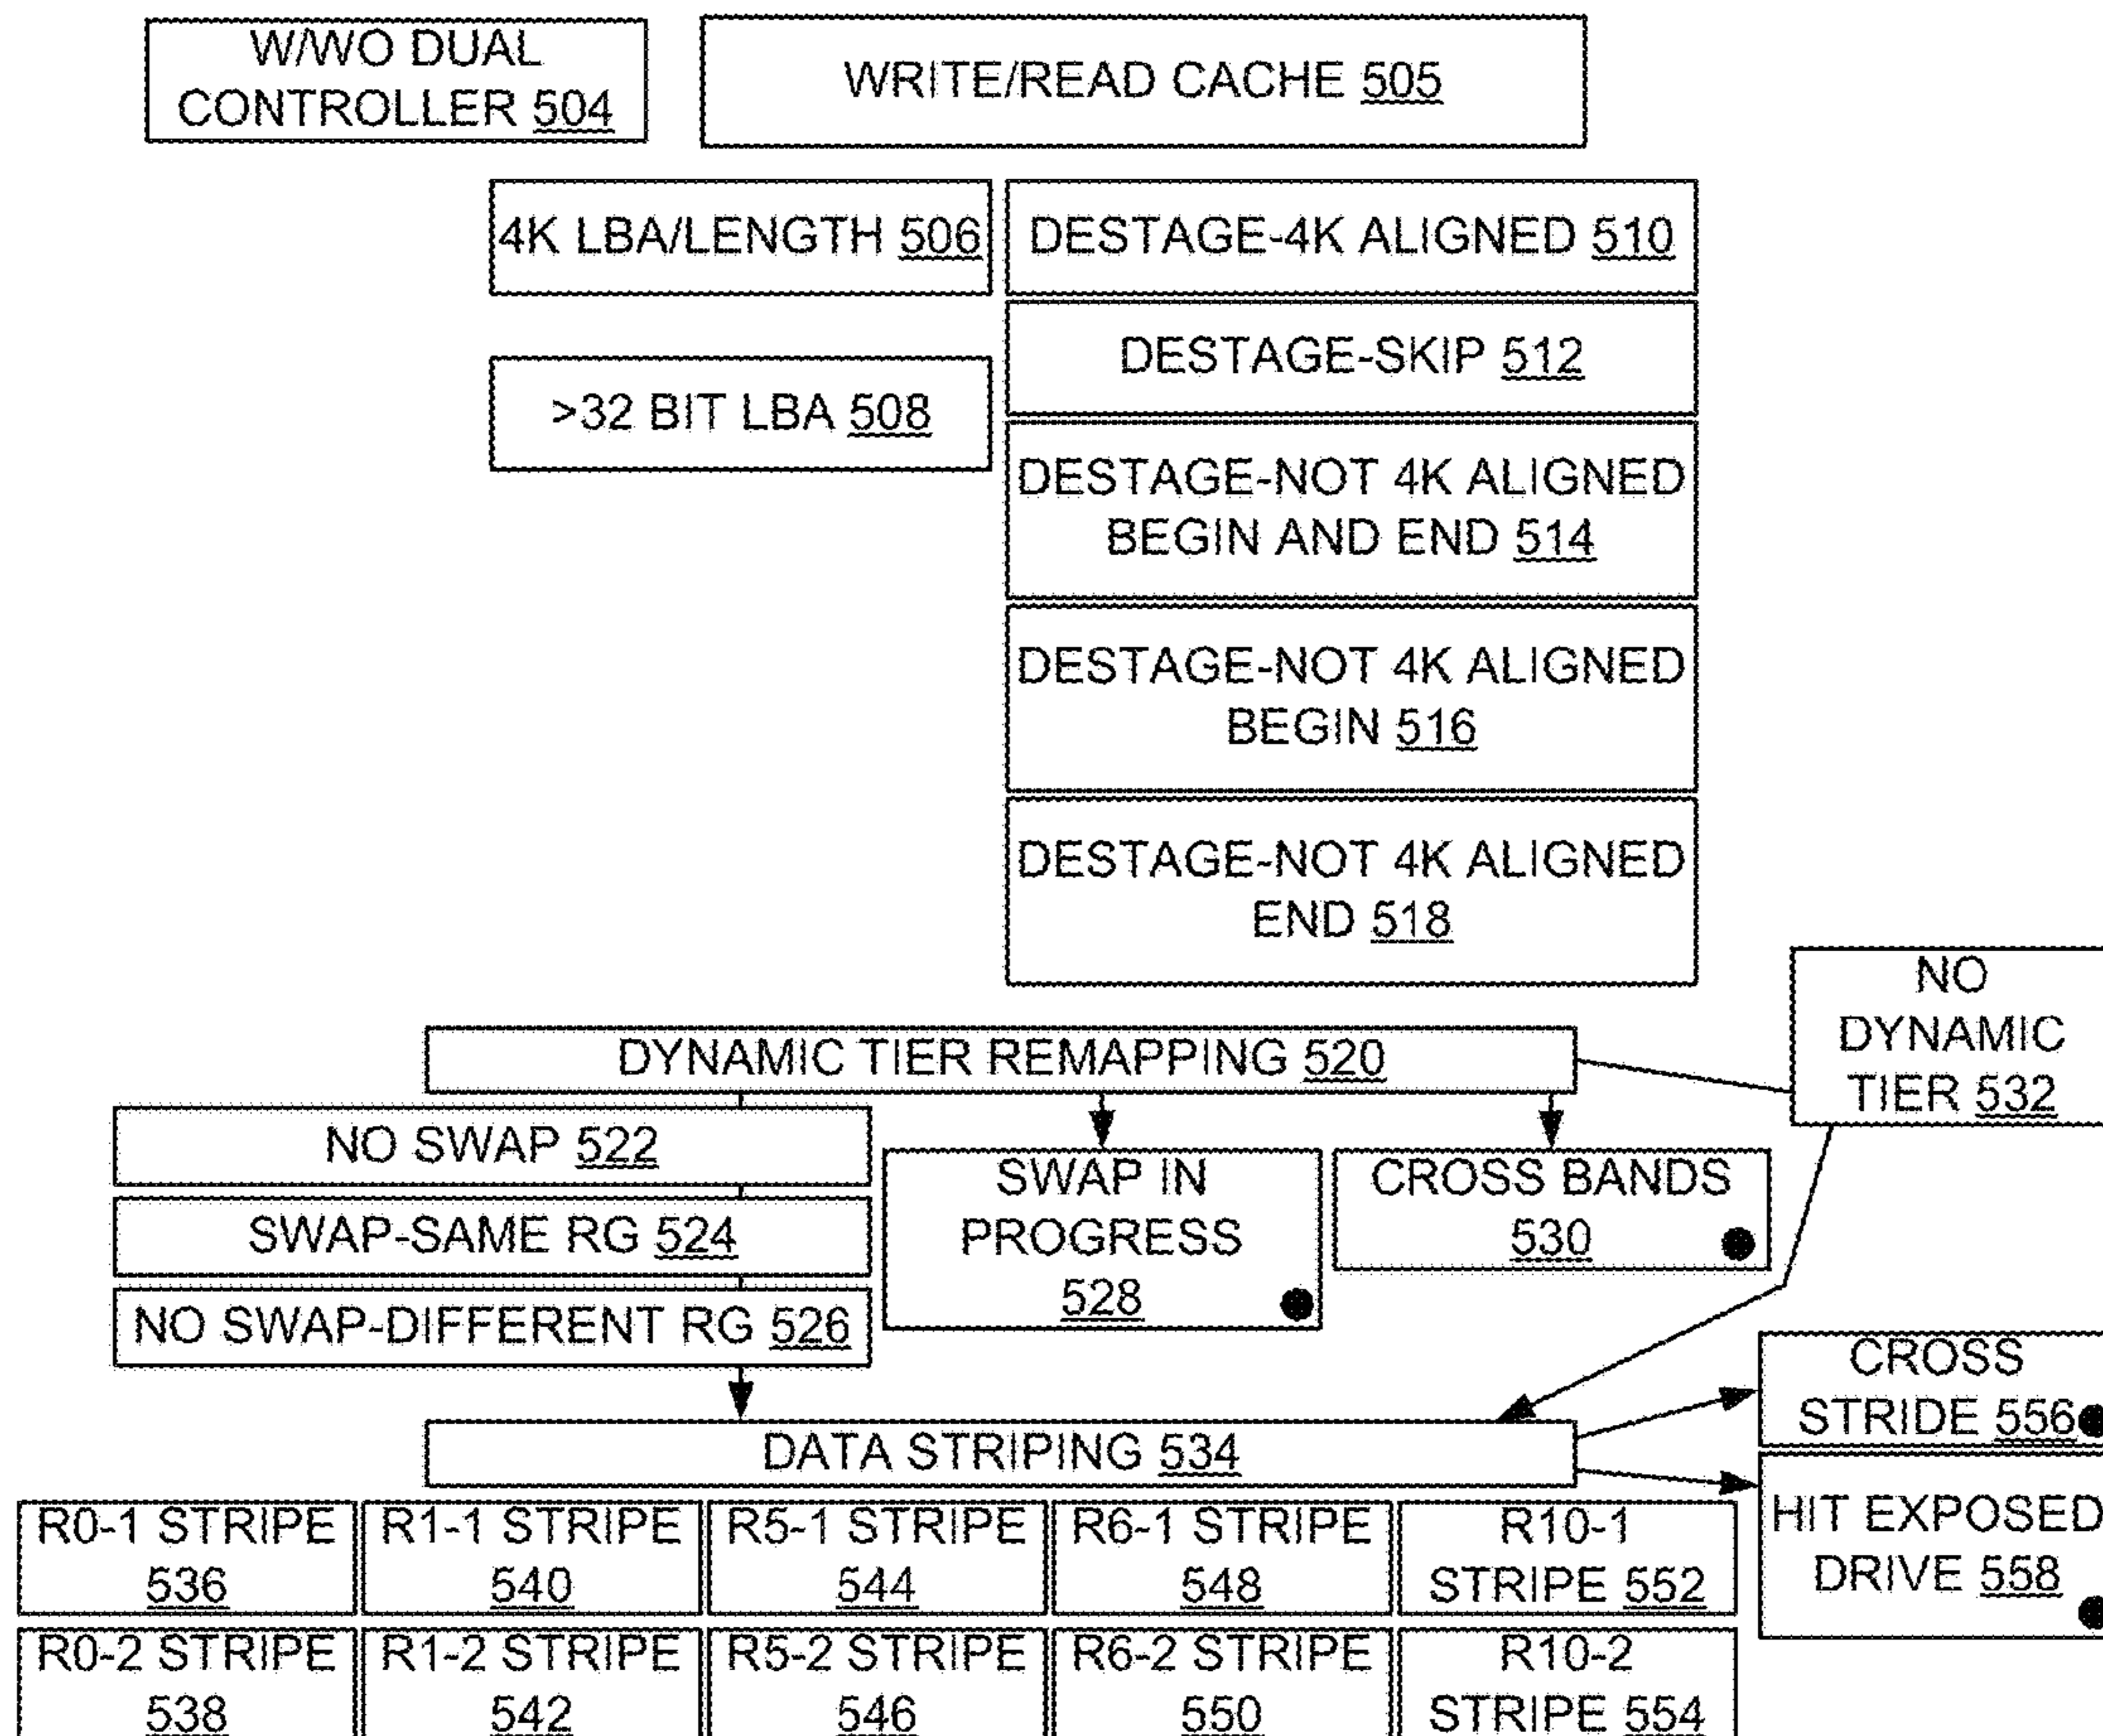 W/WO DUAL
CONTROLLER 504
WRITE/READ CACHE 505
4K LBA/LENGTH 506
DESTAGE-4K ALIGNED 510
DESTAGE-SKIP 512
>32 BIT LBA 508
DESTAGE-NOT 4K ALIGNED
BEGIN AND END 514
DESTAGE-NOT 4K ALIGNED
BEGIN 516
DESTAGE-NOT 4K ALIGNED
END 518
NO
DYNAMIC
TIER 532
DYNAMIC TIER REMAPPING 520
NO SWAP 522
SWAP-SAME RG 524
NO SWAP-DIFFERENT RG 526
SWAP IN
PROGRESS
528
CROSS BANDS
530
CROSS
STRIDE 556
DATA STRIPING 534
HIT EXPOSED
DRIVE 558
R0-1 STRIPE
536
R1-1 STRIPE
540
R5-1 STRIPE
544
R6-1 STRIPE
548
R10-1
STRIPE 552
R0-2 STRIPE
538
R1-2 STRIPE
542
R5-2 STRIPE
546
R6-2 STRIPE
550
R10-2
STRIPE 554